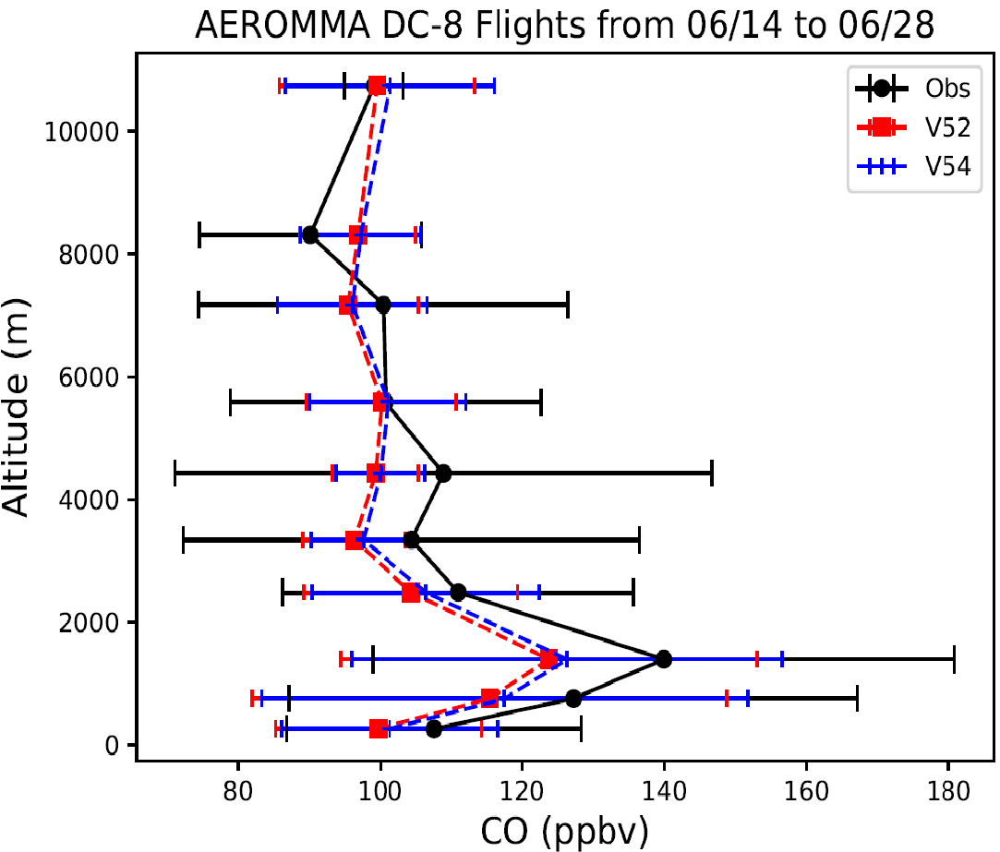 AEROMMA DC-8 Flights from 06/14 to 06/28
Obs
V52
V54
Altitude (m)
10000
8000
6000
4000
2000
0
80 100 120 140 160 180
CO (ppbv)